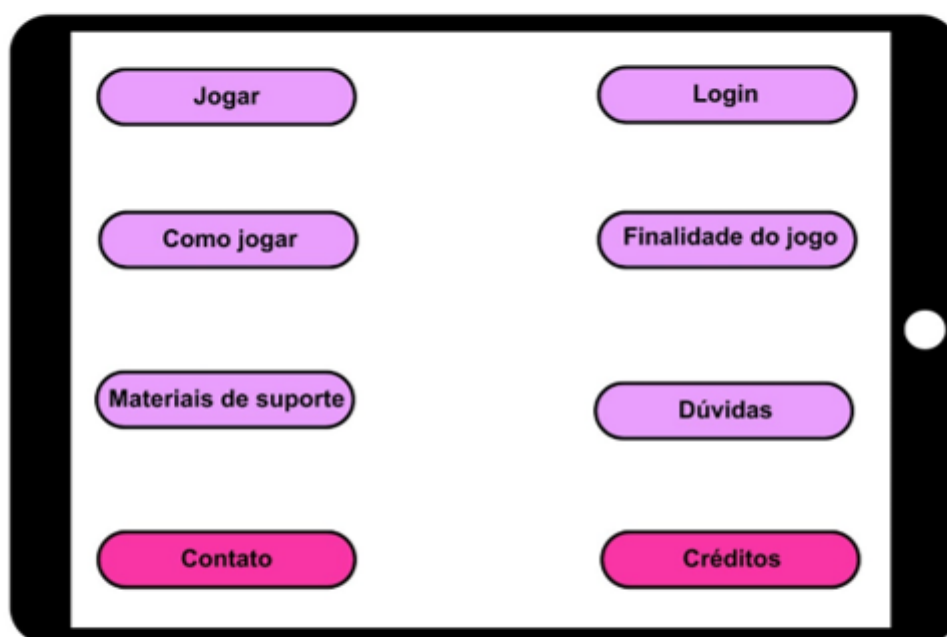 Jogar
Login
Como jogar
Finalidade do jogo
Materiais de suporte
Dúvidas
Contato
Créditos